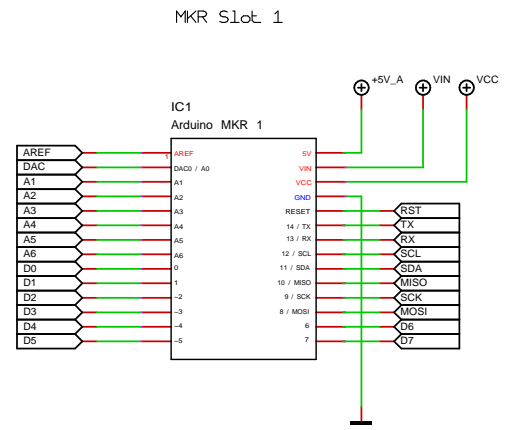 MKR Slot 1
+5V_A
VIN
VCC
IC1
Arduino MKR 1
AREF
DAC
A1
A2
A3
A4
A5
A6
D0
D1
D2
D3
D4
D5
1
AREF
DAC0 / A0
A1
A2
A3
A4
A5
A6
0
1
~2
~3
~4
~5
5V
VIN
VCC
GND
RESET
14 / TX
13 / RX
12 / SCL
11 / SDA
10 / MISO
9 / SCK
8 / MOSI
6
7
RST
TX
RX
SCL
SDA
MISO
SCK
MOSI
D6
D7